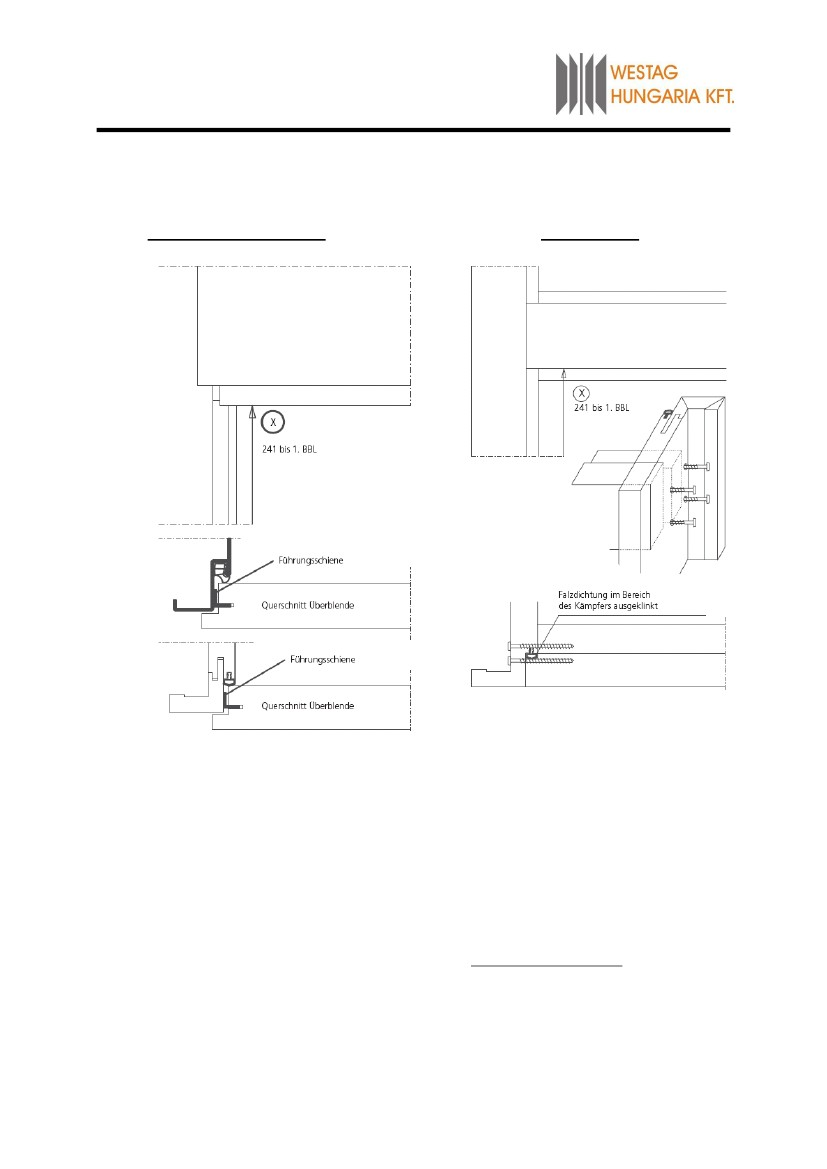 WESTAG
HUNGARIA KFT.
X
241 bis 1. BBL
Führungsschiene
Querschnitt Überblende
Führungsschiene
Querschnitt Überblende
X
241 bis 1. BBL
Falzdichtung im Bereich
des Kämpfers ausgeklinkt